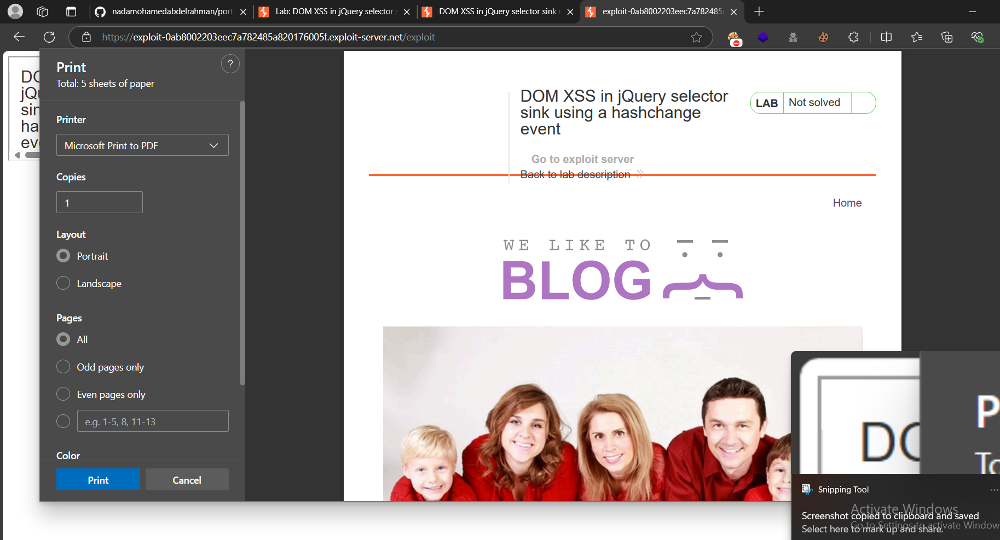 nadamohamedabdelrahman/port
Lab: DOM XSS in jQuery selector
DOM XSS in jQuery selector sink
exploit-0ab8002203eec7a782485
https://exploit-0ab8002203eec7a782485a820176005f.exploit-server.net/exploit
DO
jQu
sin
ha
eve
Print
?
Total: 5 sheets of paper
Printer
Microsoft Print to PDF
Copies
1
Layout
Portrait
Landscape
Pages
All
Odd pages only
Even pages only
e.g. 1-5, 8, 11-13
Color
Print
Cancel
DOM XSS in jQuery selector
sink using a hashchange
event
LAB
Not solved
Go to exploit server
Back to lab description
Home
WE LIKE TO
BLOG
DO
P
To
Snipping Tool
Activate Windows
Screenshot copied to clipboard and saved
Go to Settings to activate Window
Select here to mark up and share.